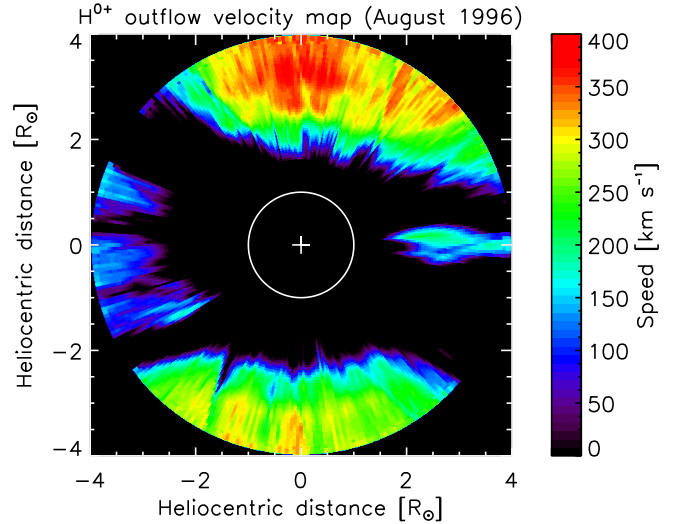 H⁰⁺ outflow velocity map (August 1996)
Heliocentric distance [R☉]
4
2
0
−2
−4
−4 −2 0 2 4
Heliocentric distance [R☉]
400
350
300
250
200
150
100
50
0
Speed [km s⁻¹]